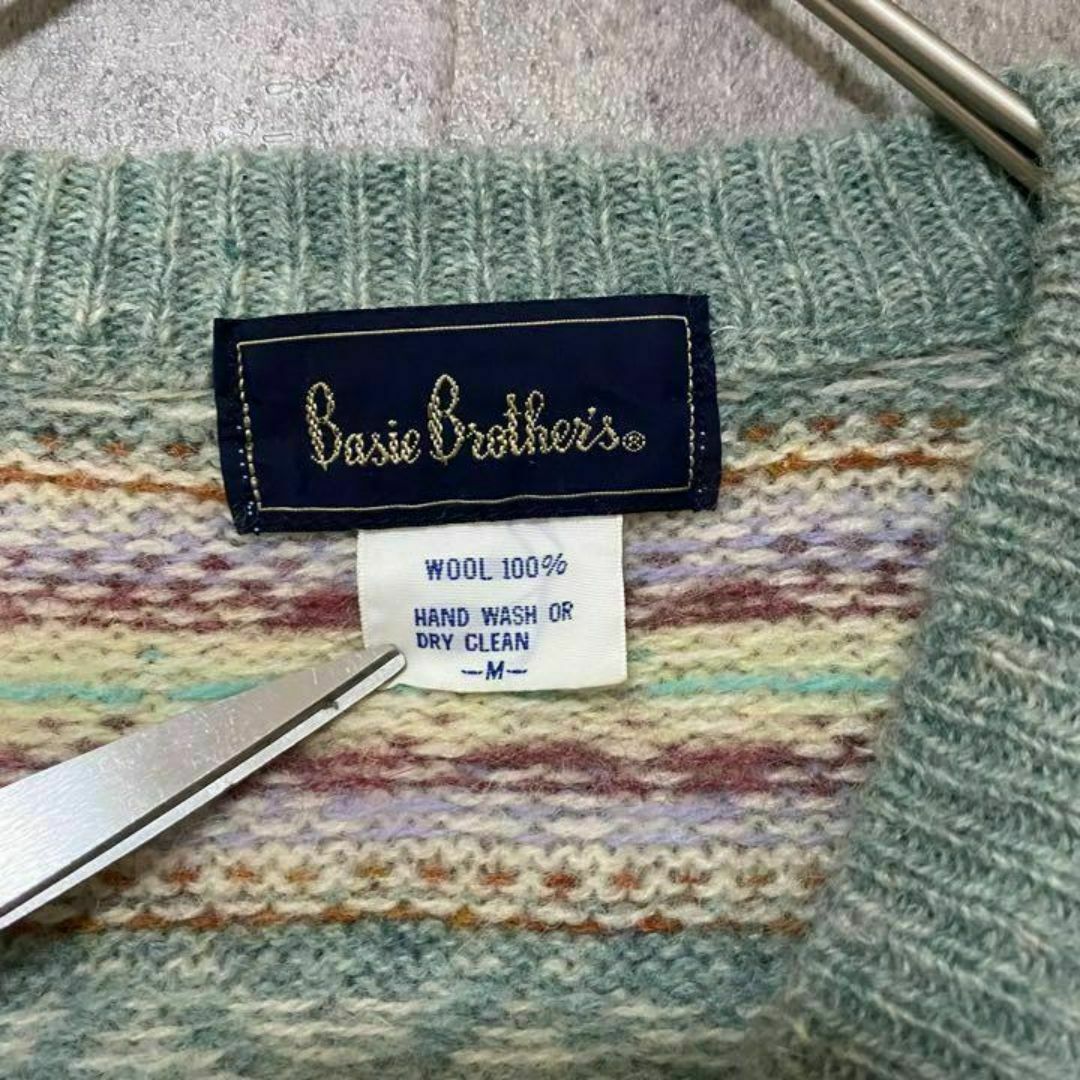 Basie Brother's®
WOOL 100%
HAND WASH OR
DRY CLEAN
-M-